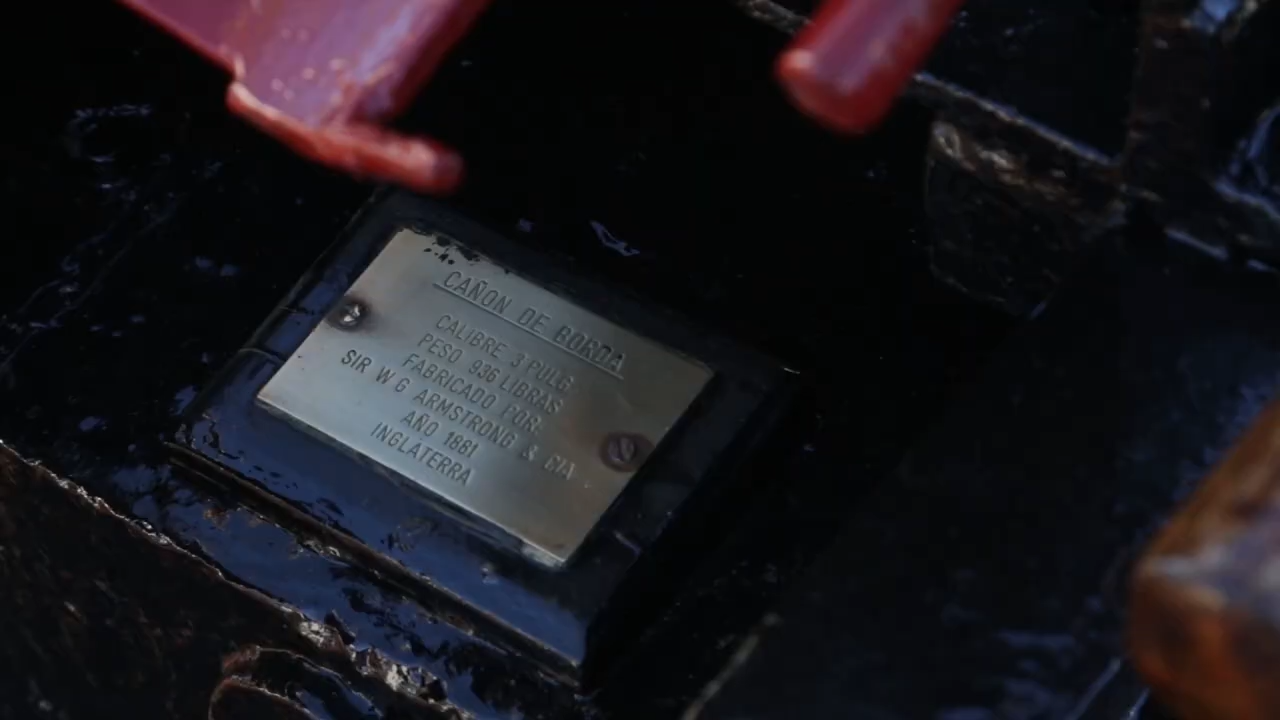 CAÑON DE BORDA
CALIBRE 3 PULG.
PESO 936 LIBRAS
FABRICADO POR:
SIR W G ARMSTRONG & CIA.
AÑO 1881
INGLATERRA